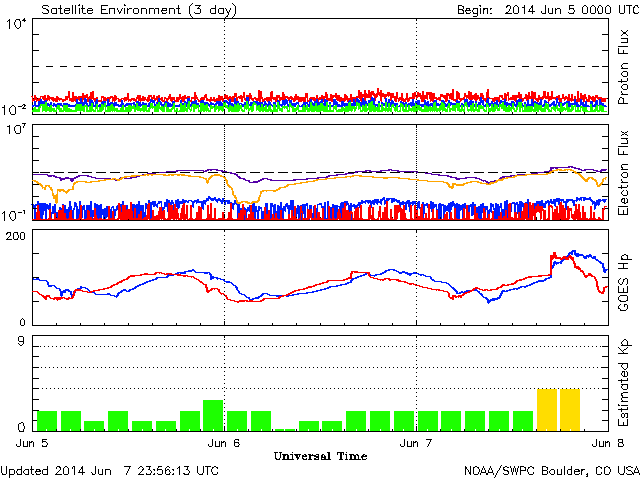 Satellite Environment (3 day) Begin: 2014 Jun 5 0000 UTC
10⁴
10⁻²
Proton Flux
10⁷
10⁻¹
Electron Flux
200
0
GOES Hp
9
0
Estimated Kp
Jun 5 Jun 6 Jun 7 Jun 8
Universal Time
Updated 2014 Jun 7 23:56:13 UTC NOAA/SWPC Boulder, CO USA